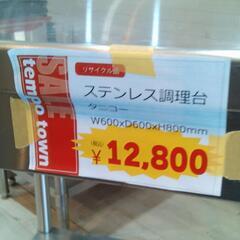 SALE
tempo town
リサイクル品
ステンレス調理台
タニコー
W600xD600xH800mm
(税込)
¥12,800